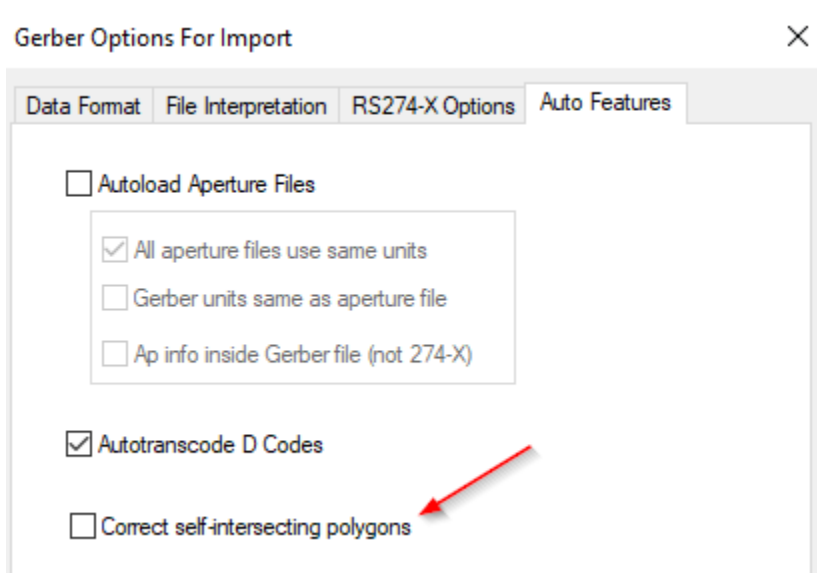 Gerber Options For Import
Data Format File Interpretation RS274-X Options Auto Features
Autoload Aperture Files
All aperture files use same units
Gerber units same as aperture file
Ap info inside Gerber file (not 274-X)
Autotranscode D Codes
Correct self-intersecting polygons